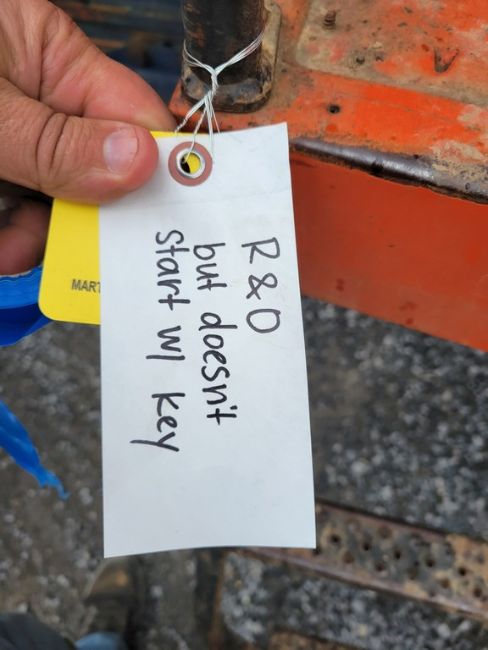 R & O
but doesn't
start w/ key
MART